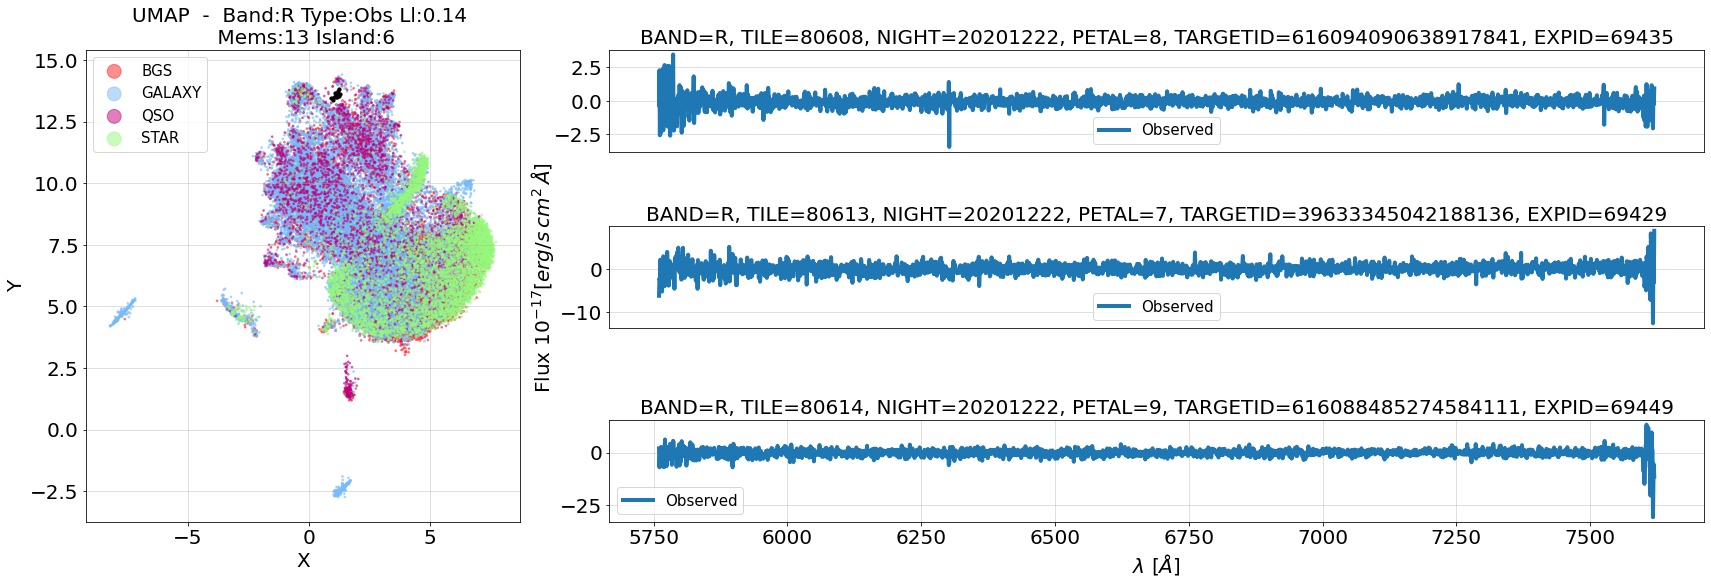 UMAP - Band:R Type:Obs Ll:0.14
Mems:13 Island:6
15.0
12.5
10.0
7.5
5.0
2.5
0.0
−2.5
−5
0
5
X
Y
BGS
GALAXY
QSO
STAR
Flux 10⁻¹⁷[erg/s cm² Å]
BAND=R, TILE=80608, NIGHT=20201222, PETAL=8, TARGETID=616094090638917841, EXPID=69435
2.5
0.0
−2.5
Observed
BAND=R, TILE=80613, NIGHT=20201222, PETAL=7, TARGETID=39633345042188136, EXPID=69429
0
−10
Observed
BAND=R, TILE=80614, NIGHT=20201222, PETAL=9, TARGETID=616088485274584111, EXPID=69449
0
−25
Observed
5750
6000
6250
6500
6750
7000
7250
7500
λ [Å]